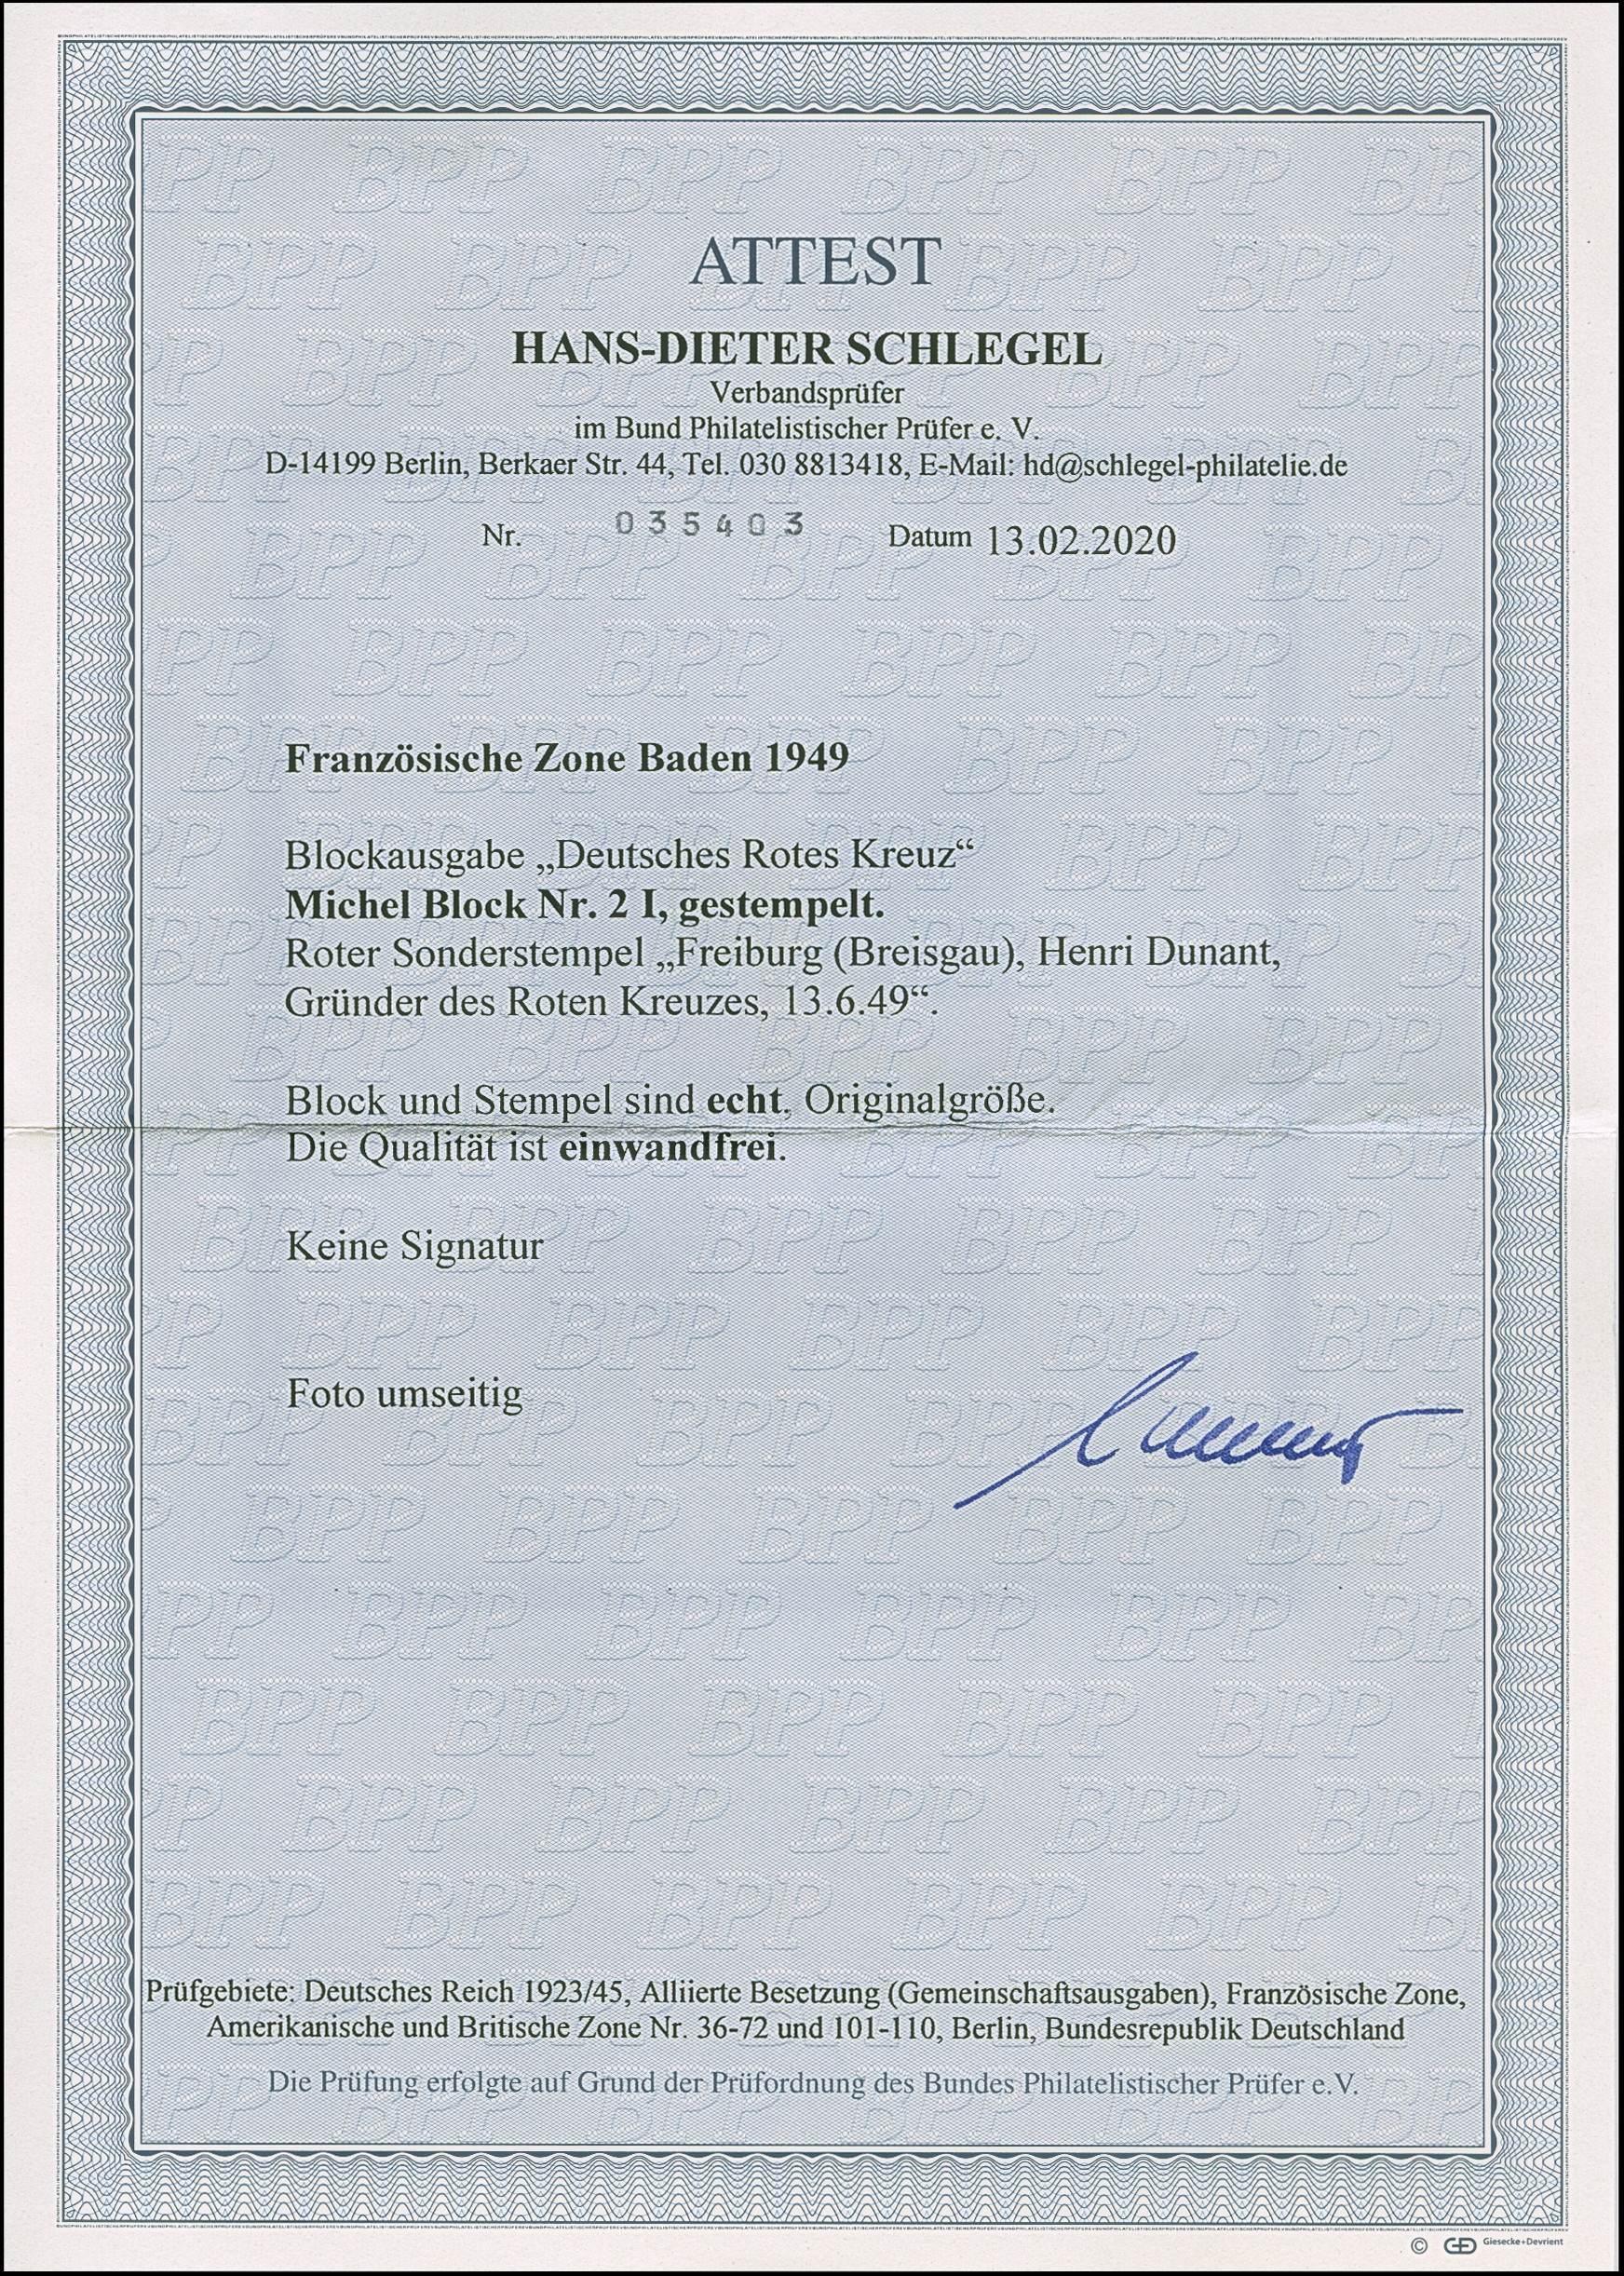 ATTEST
HANS-DIETER SCHLEGEL
Verbandsprüfer
im Bund Philatelistischer Prüfer e. V.
D-14199 Berlin, Berkaer Str. 44, Tel. 030 8813418, E-Mail: hd@schlegel-philatelie.de
Nr. 035403 Datum 13.02.2020
Französische Zone Baden 1949
Blockausgabe „Deutsches Rotes Kreuz“
Michel Block Nr. 2 I, gestempelt.
Roter Sonderstempel „Freiburg (Breisgau), Henri Dunant,
Gründer des Roten Kreuzes, 13.6.49“.
Block und Stempel sind echt, Originalgröße.
Die Qualität ist einwandfrei.
Keine Signatur
Foto umseitig
Prüfgebiete: Deutsches Reich 1923/45, Alliierte Besetzung (Gemeinschaftsausgaben), Französische Zone,
Amerikanische und Britische Zone Nr. 36-72 und 101-110, Berlin, Bundesrepublik Deutschland
Die Prüfung erfolgte auf Grund der Prüfordnung des Bundes Philatelistischer Prüfer e.V.
© Giesecke+Devrient